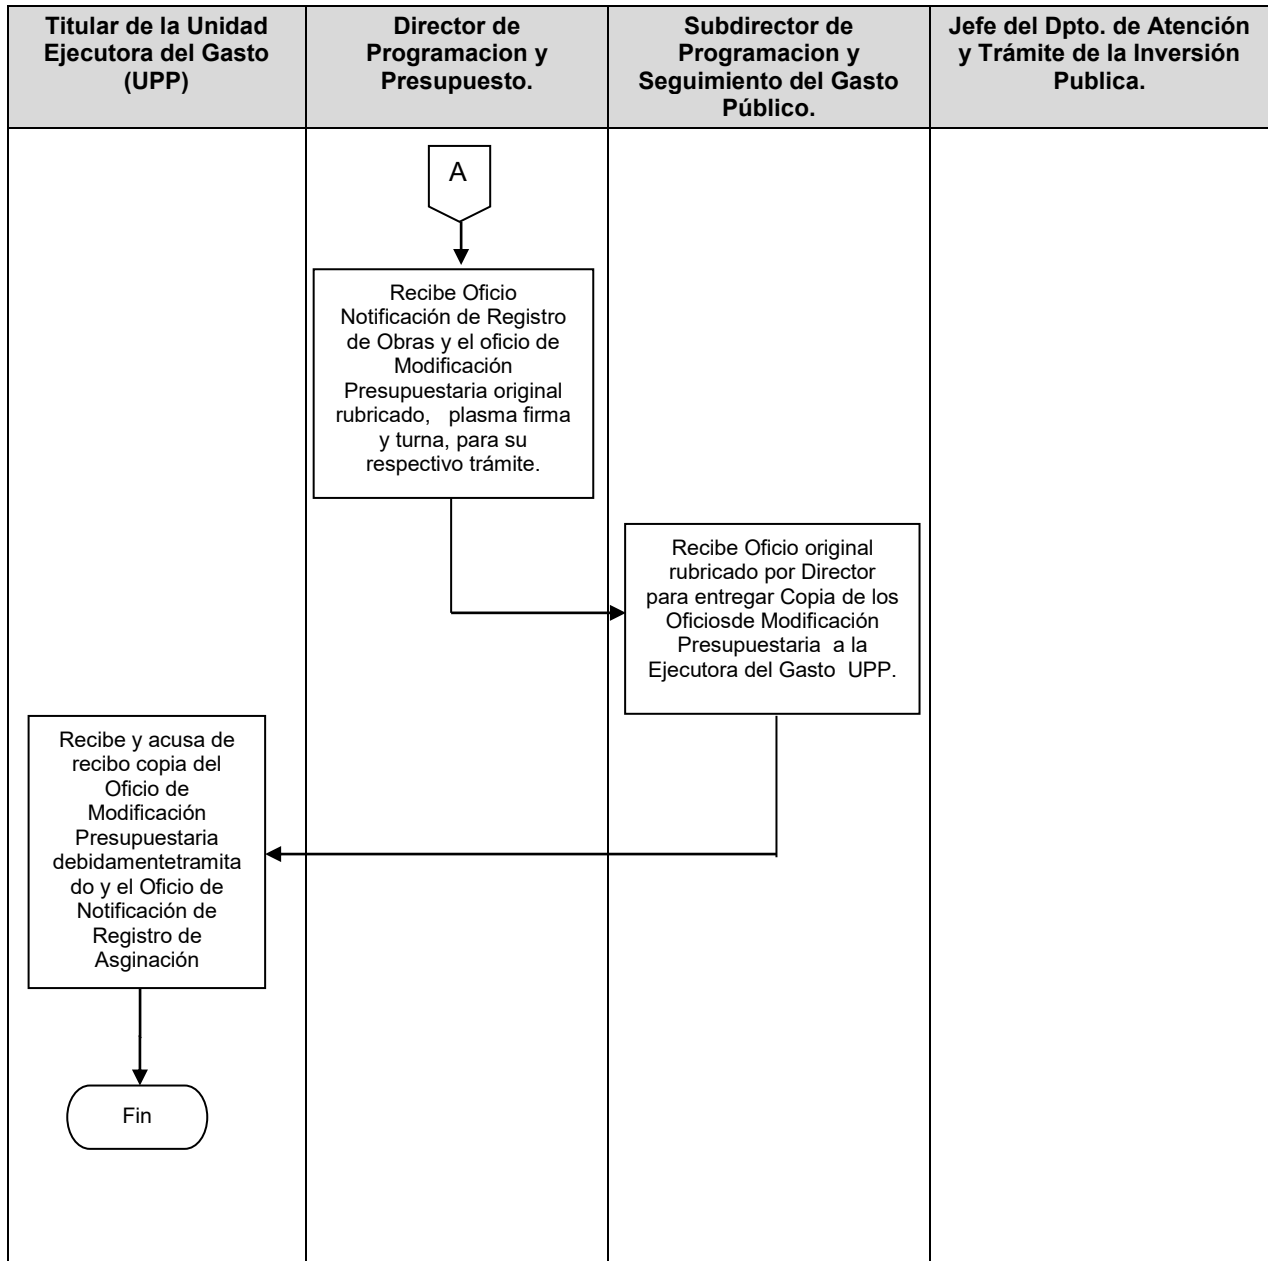 Titular de la Unidad
Ejecutora del Gasto
(UPP)
Director de
Programacion y
Presupuesto.
Subdirector de
Programacion y
Seguimiento del Gasto
Público.
Jefe del Dpto. de Atención
y Trámite de la Inversión
Publica.
A
Recibe Oficio
Notificación de Registro
de Obras y el oficio de
Modificación
Presupuestaria original
rubricado, plasma firma
y turna, para su
respectivo trámite.
Recibe Oficio original
rubricado por Director
para entregar Copia de los
Oficiosde Modificación
Presupuestaria a la
Ejecutora del Gasto UPP.
Recibe y acusa de
recibo copia del
Oficio de
Modificación
Presupuestaria
debidamentetramita
do y el Oficio de
Notificación de
Registro de
Asginación
Fin